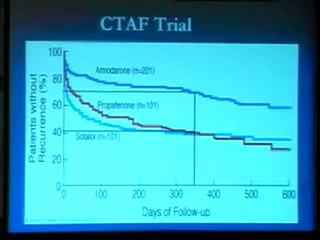 CTAF Trial
Patients without
Recurrence (%)
100
80
60
40
20
0
Amiodarone (n=201)
Propafenone (n=101)
Sotalol (n=101)
0 100 200 300 400 500 600
Days of Follow-up